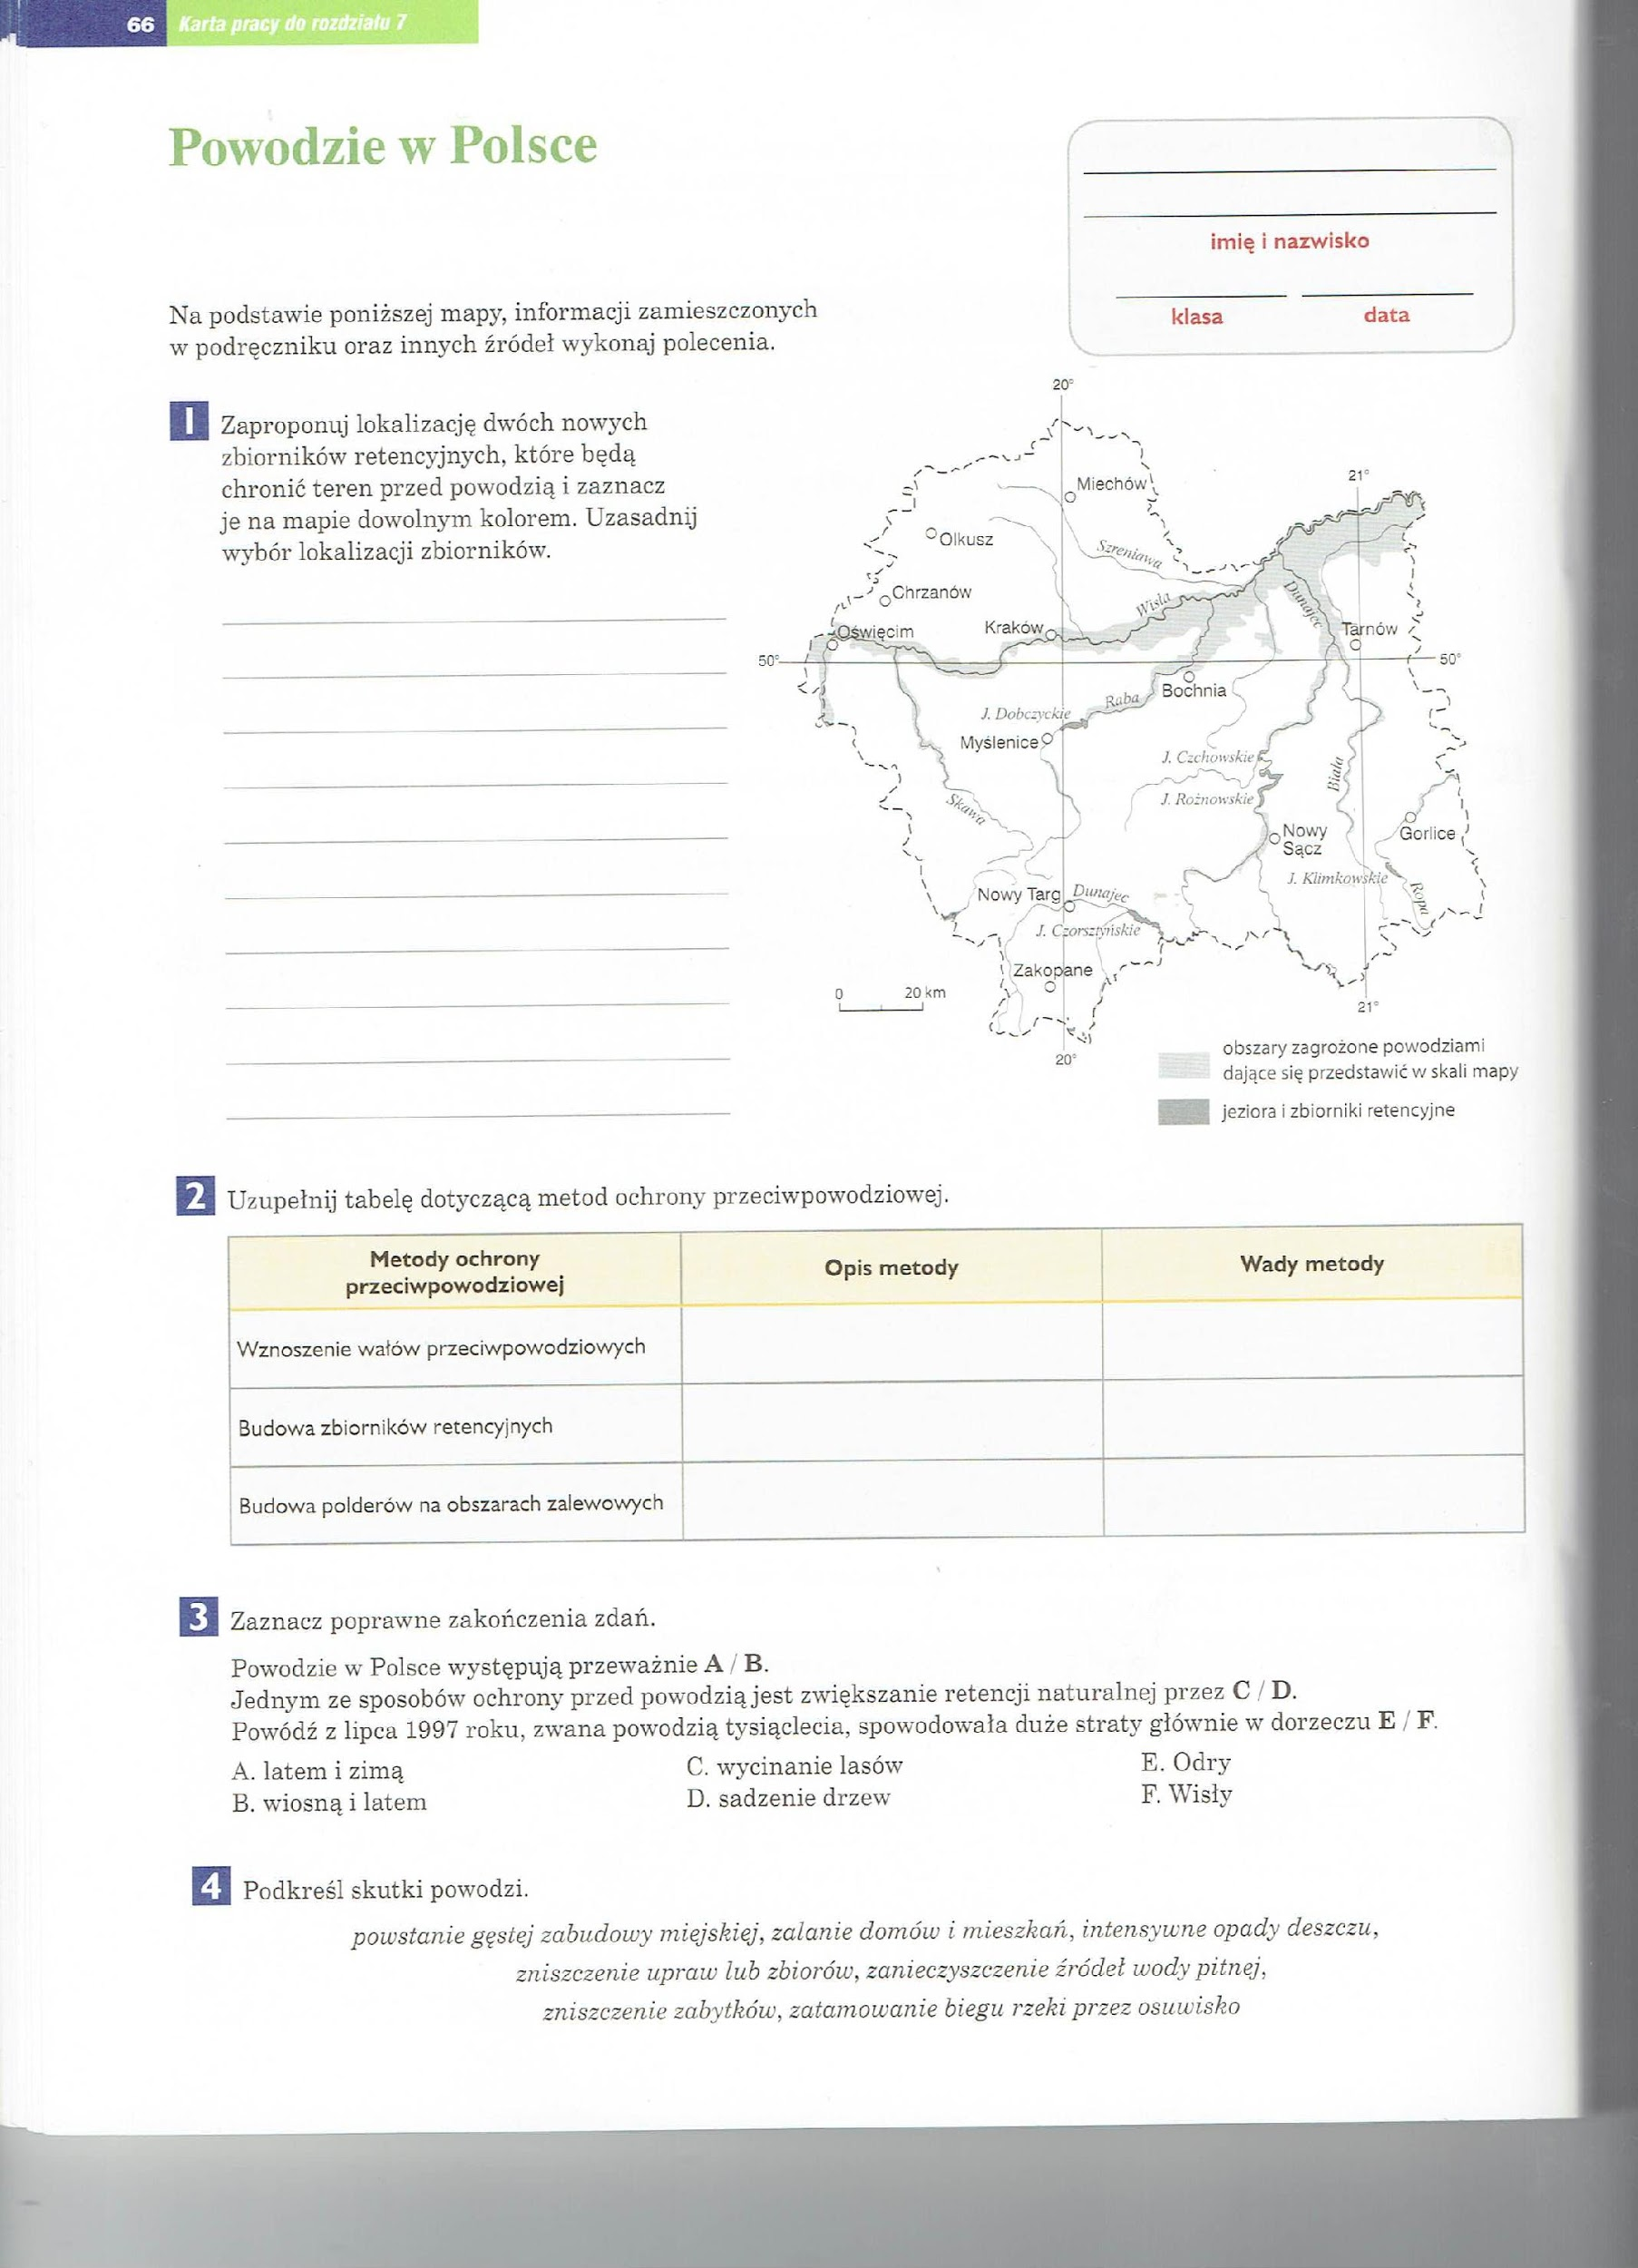 66 Karta pracy do rozdziału 7
Powodzie w Polsce
imię i nazwisko
klasa data
Na podstawie poniższej mapy, informacji zamieszczonych
w podręczniku oraz innych źródeł wykonaj polecenia.
1 Zaproponuj lokalizację dwóch nowych
zbiorników retencyjnych, które będą
chronić teren przed powodzią i zaznacz
je na mapie dowolnym kolorem. Uzasadnij
wybór lokalizacji zbiorników.
20°
Miechów
21°
Olkusz
Szreniawa
Chrzanów
Wisła
Dunajec
Oświęcim
Kraków
Tarnów
50°
50°
Bochnia
Raba
J. Dobczyckie
Myślenice
J. Czchowskie
Biała
J. Rożnowskie
Skawa
Nowy
Sącz
Gorlice
J. Klimkowskie
Ropa
Nowy Targ
Dunajec
J. Czorsztyńskie
Zakopane
0 20 km
21°
20°
obszary zagrożone powodziami
dające się przedstawić w skali mapy
jeziora i zbiorniki retencyjne
2 Uzupełnij tabelę dotyczącą metod ochrony przeciwpowodziowej.
Metody ochrony
przeciwpowodziowej
Opis metody
Wady metody
Wznoszenie wałów przeciwpowodziowych
Budowa zbiorników retencyjnych
Budowa polderów na obszarach zalewowych
3 Zaznacz poprawne zakończenia zdań.
Powodzie w Polsce występują przeważnie A / B.
Jednym ze sposobów ochrony przed powodzią jest zwiększanie retencji naturalnej przez C / D.
Powódź z lipca 1997 roku, zwana powodzią tysiąclecia, spowodowała duże straty głównie w dorzeczu E / F.
A. latem i zimą C. wycinanie lasów E. Odry
B. wiosną i latem D. sadzenie drzew F. Wisły
4 Podkreśl skutki powodzi.
powstanie gęstej zabudowy miejskiej, zalanie domów i mieszkań, intensywne opady deszczu,
zniszczenie upraw lub zbiorów, zanieczyszczenie źródeł wody pitnej,
zniszczenie zabytków, zatamowanie biegu rzeki przez osuwisko